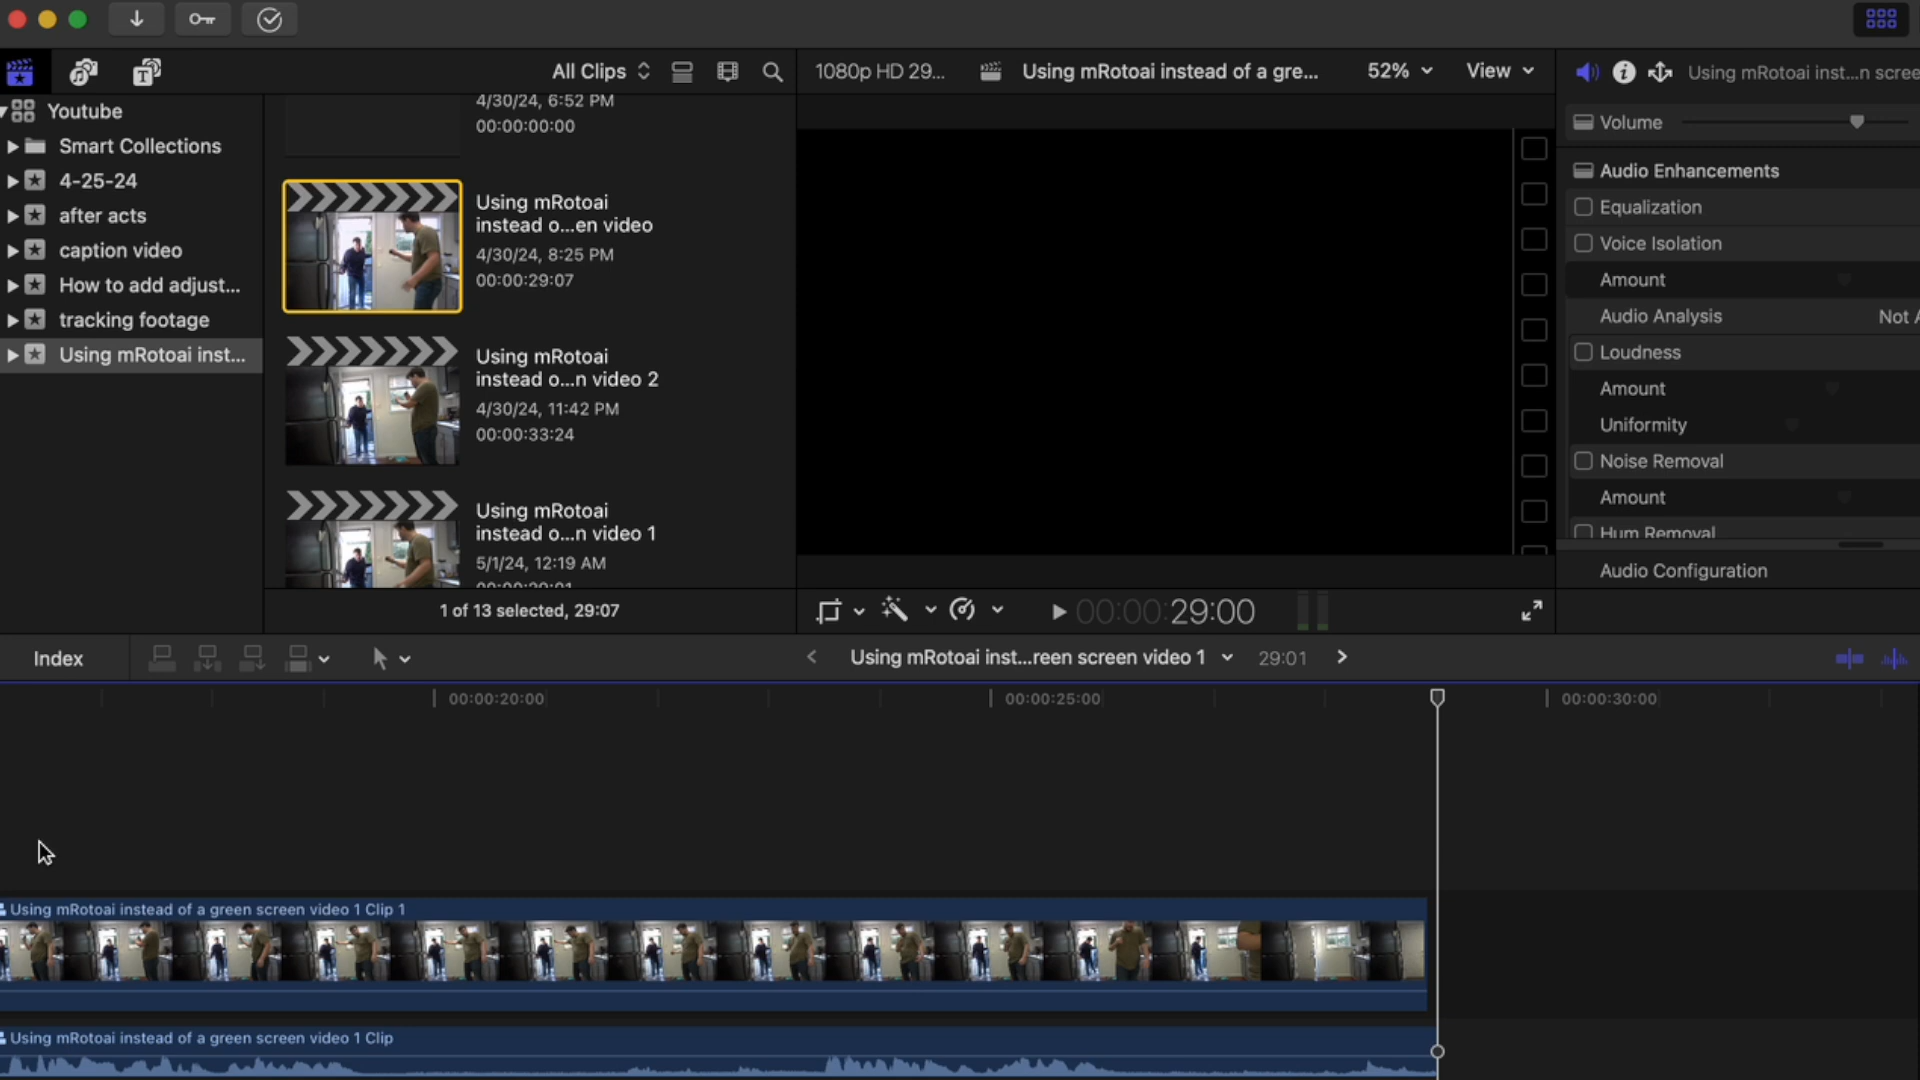 All Clips
1080p HD 29...
Using mRotoai instead of a gre...
52%
View
Using mRotoai inst...n scree
Youtube
Smart Collections
4-25-24
after acts
caption video
How to add adjust...
tracking footage
Using mRotoai inst...
4/30/24, 6:52 PM
00:00:00:00
Using mRotoai
instead o...en video
4/30/24, 8:25 PM
00:00:29:07
Using mRotoai
instead o...n video 2
4/30/24, 11:42 PM
00:00:33:24
Using mRotoai
instead o...n video 1
5/1/24, 12:19 AM
00:00:29:01
1 of 13 selected, 29:07
Volume
Audio Enhancements
Equalization
Voice Isolation
Amount
Audio Analysis
Not A
Loudness
Amount
Uniformity
Noise Removal
Amount
Hum Removal
Audio Configuration
00:00:29:00
Index
Using mRotoai inst...reen screen video 1
29:01
00:00:20:00
00:00:25:00
00:00:30:00
Using mRotoai instead of a green screen video 1 Clip 1
Using mRotoai instead of a green screen video 1 Clip